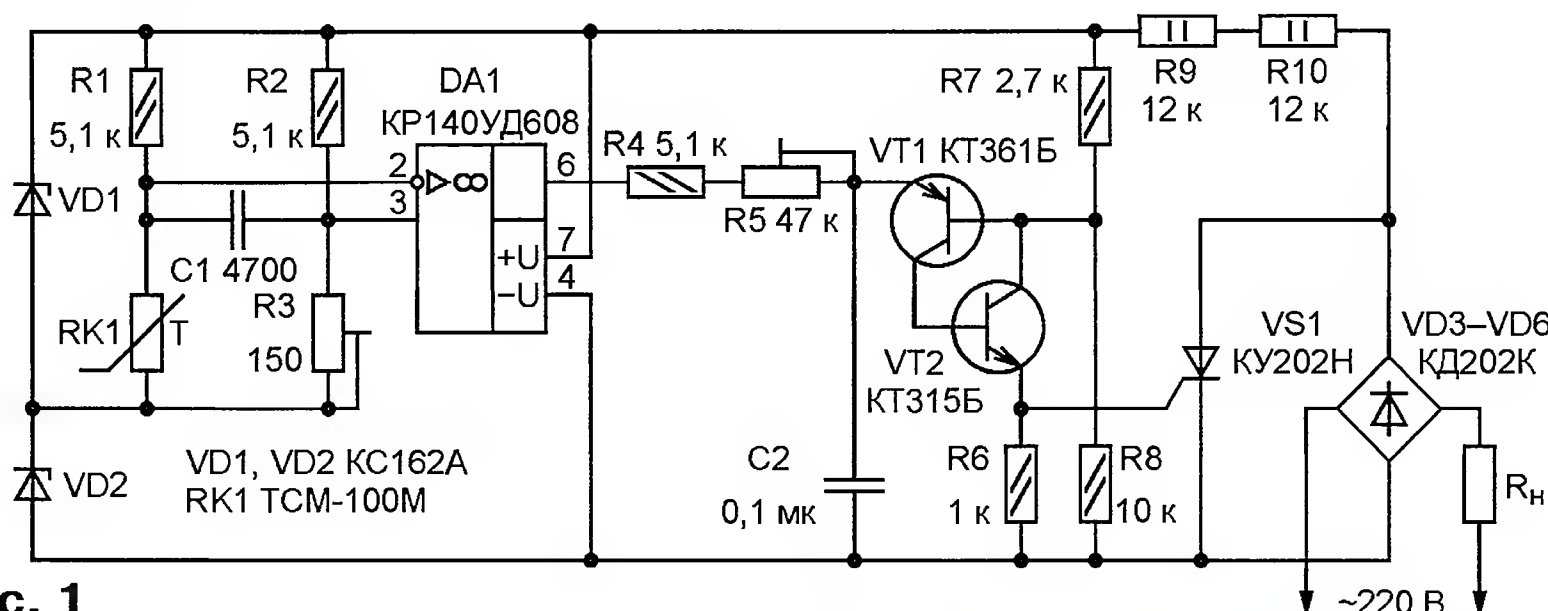 R1
5,1 к
R2
5,1 к
DA1
КР140УД608
2
3
6
7
4
+U
−U
▷∞
R4 5,1 к
R5 47 к
VT1 КТ361Б
R7 2,7 к
R9
12 к
R10
12 к
VD1
C1 4700
RK1
T
R3
150
VT2
КТ315Б
VS1
КУ202Н
VD3–VD6
КД202К
VD2
VD1, VD2 КС162А
RK1 ТСМ-100М
C2
0,1 мк
R6
1 к
R8
10 к
Rн
~220 В
с. 1